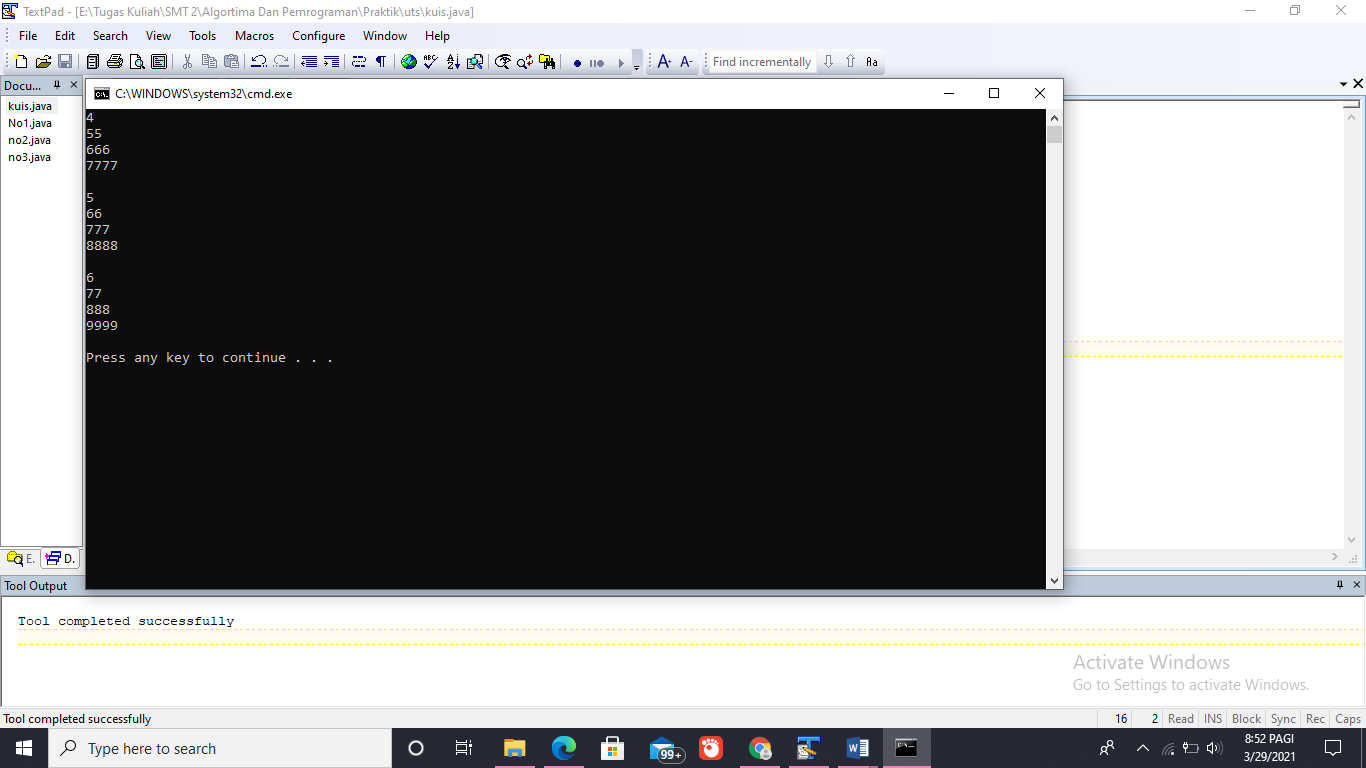 TextPad - [E:\Tugas Kuliah\SMT 2\Algortima Dan Pemrograman\Praktik\uts\kuis.java]
File Edit Search View Tools Macros Configure Window Help
Find incrementally
Aa
Docu...
kuis.java
No1.java
no2.java
no3.java
E.
D.
C:\WINDOWS\system32\cmd.exe
4
55
666
7777
5
66
777
8888
6
77
888
9999
Press any key to continue . . .
Tool Output
Tool completed successfully
Activate Windows
Go to Settings to activate Windows.
Tool completed successfully
16 2 Read INS Block Sync Rec Caps
Type here to search
99+
8:52 PAGI
3/29/2021